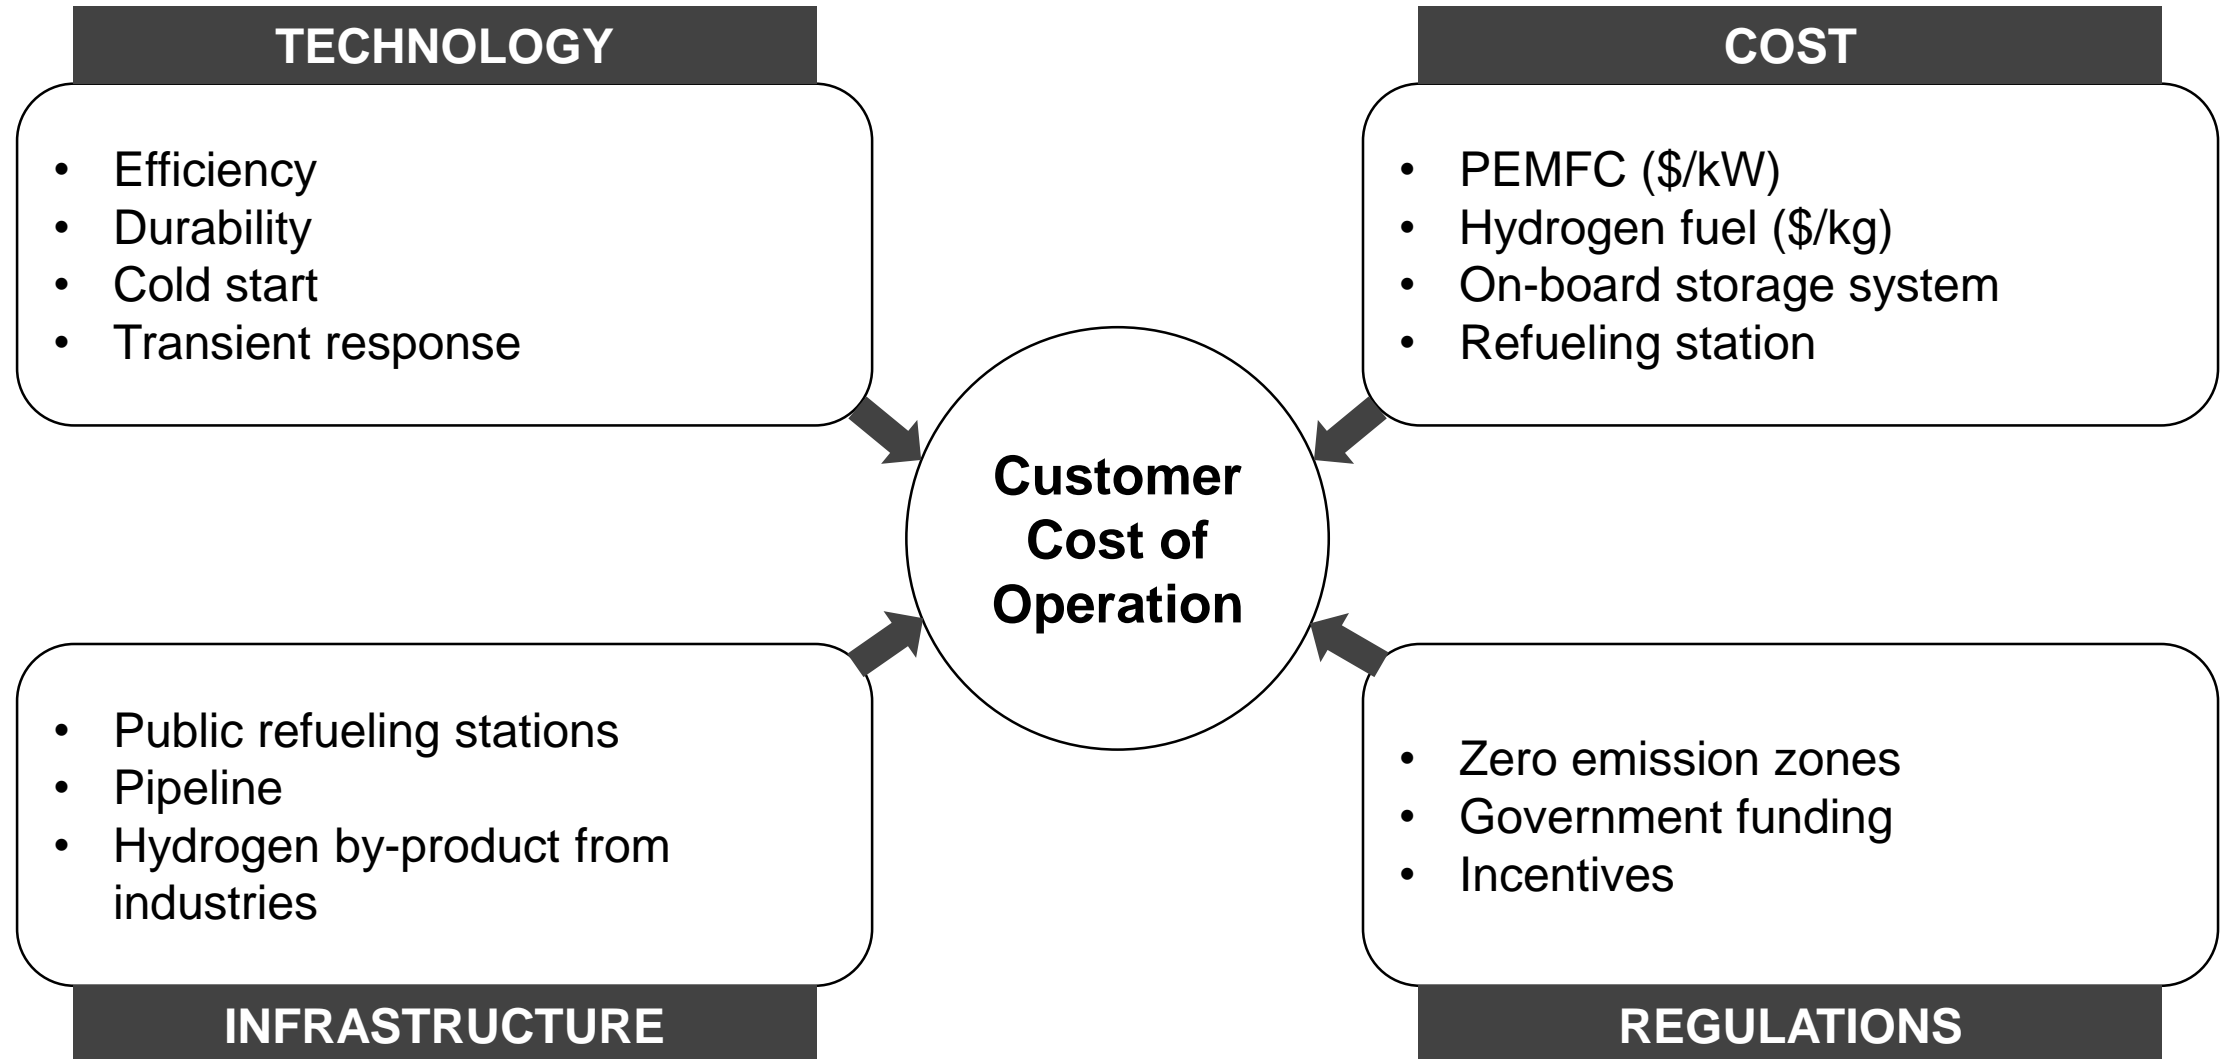 TECHNOLOGY
• Efficiency
• Durability
• Cold start
• Transient response
COST
• PEMFC ($/kW)
• Hydrogen fuel ($/kg)
• On-board storage system
• Refueling station
Customer
Cost of
Operation
• Public refueling stations
• Pipeline
• Hydrogen by-product from
industries
INFRASTRUCTURE
• Zero emission zones
• Government funding
• Incentives
REGULATIONS